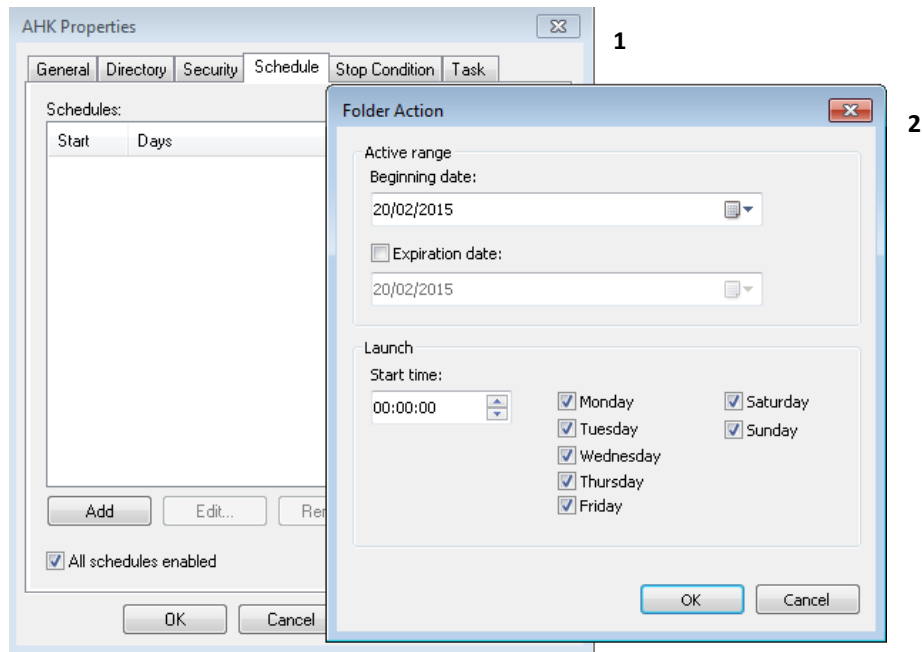 AHK Properties
1
General Directory Security Schedule Stop Condition Task
Schedules:
Start Days
Add Edit...
All schedules enabled
OK Cancel
Folder Action
2
Active range
Beginning date:
20/02/2015
Expiration date:
20/02/2015
Launch
Start time:
00:00:00
Monday Saturday
Tuesday Sunday
Wednesday
Thursday
Friday
OK Cancel